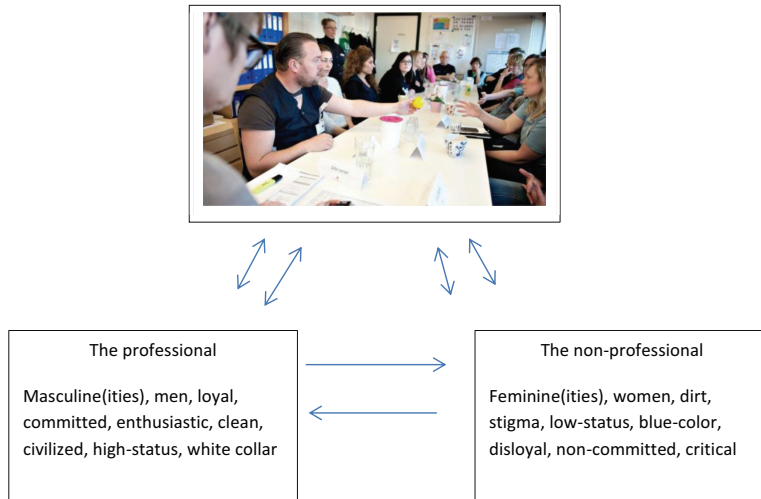 The professional
Masculine(ities), men, loyal,
committed, enthusiastic, clean,
civilized, high-status, white collar
The non-professional
Feminine(ities), women, dirt,
stigma, low-status, blue-color,
disloyal, non-committed, critical